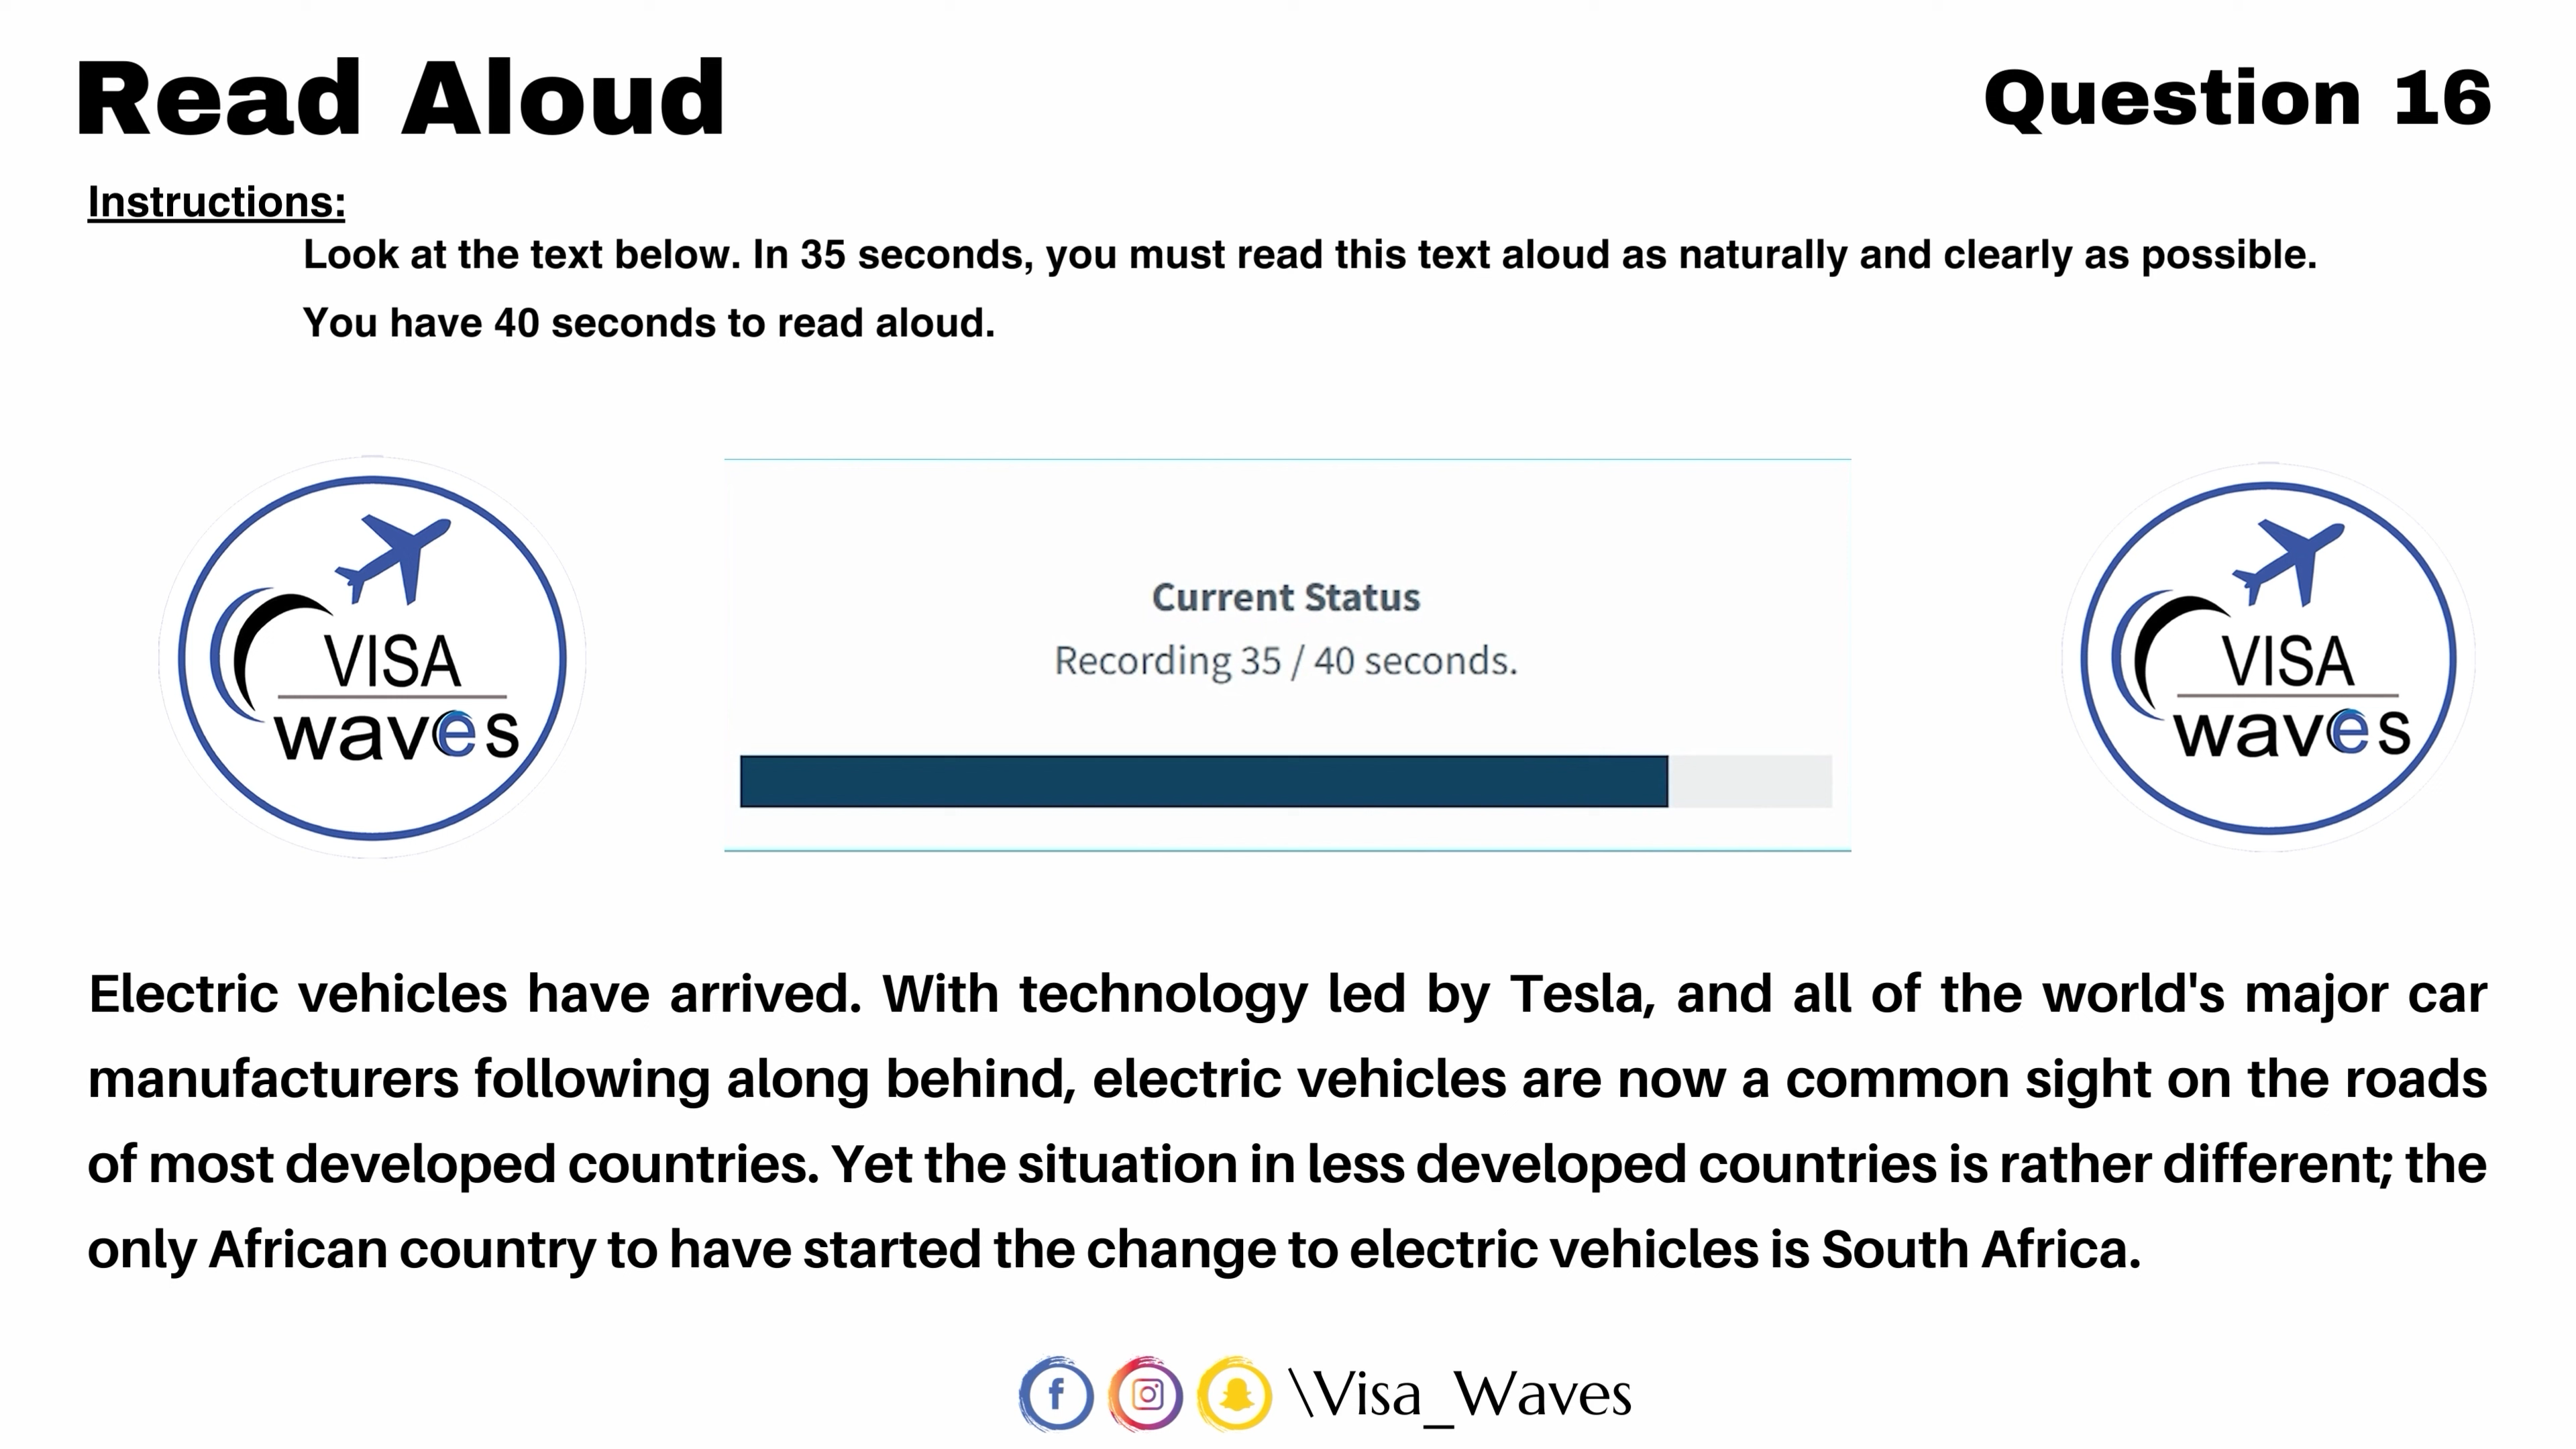 Read Aloud
Question 16
Instructions:
Look at the text below. In 35 seconds, you must read this text aloud as naturally and clearly as possible.
You have 40 seconds to read aloud.
VISA
waves
Current Status
Recording 35 / 40 seconds.
VISA
waves
Electric vehicles have arrived. With technology led by Tesla, and all of the world's major car
manufacturers following along behind, electric vehicles are now a common sight on the roads
of most developed countries. Yet the situation in less developed countries is rather different; the
only African country to have started the change to electric vehicles is South Africa.
\Visa_Waves